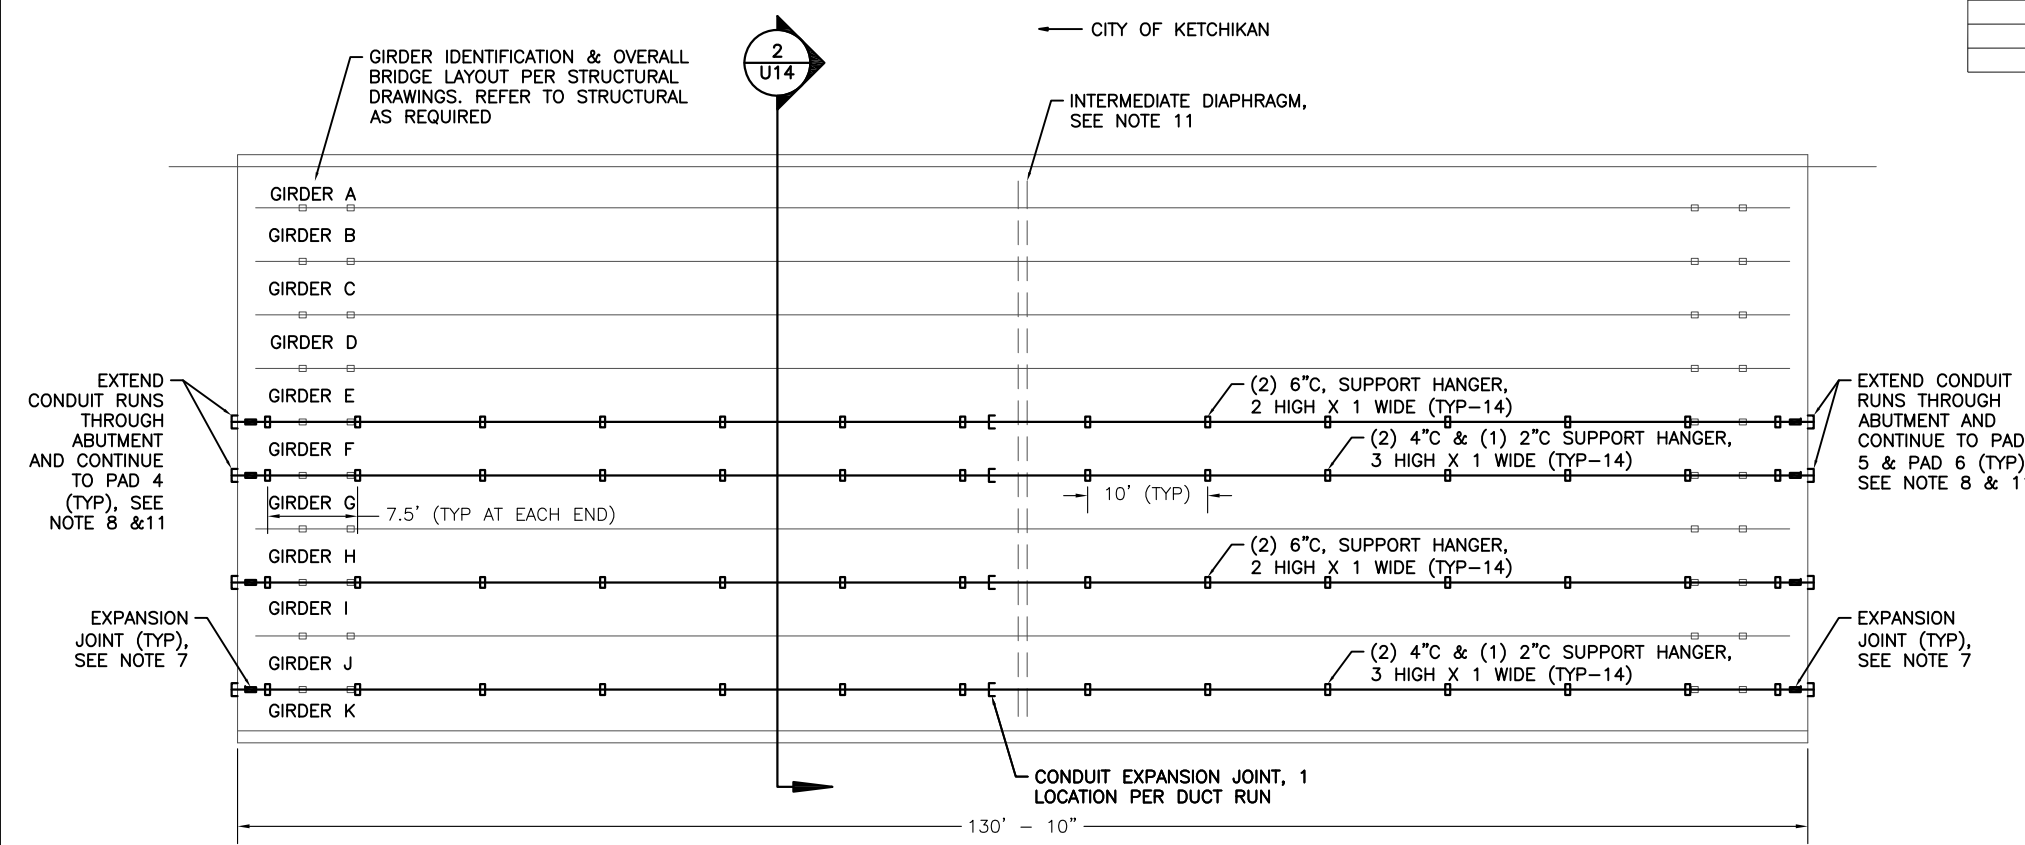 ← CITY OF KETCHIKAN
2
U14
GIRDER IDENTIFICATION & OVERALL
BRIDGE LAYOUT PER STRUCTURAL
DRAWINGS. REFER TO STRUCTURAL
AS REQUIRED
INTERMEDIATE DIAPHRAGM,
SEE NOTE 11
GIRDER A
GIRDER B
GIRDER C
GIRDER D
GIRDER E
GIRDER F
GIRDER G
GIRDER H
GIRDER I
GIRDER J
GIRDER K
EXTEND
CONDUIT RUNS
THROUGH
ABUTMENT
AND CONTINUE
TO PAD 4
(TYP), SEE
NOTE 8 &11
(2) 6"C, SUPPORT HANGER,
2 HIGH X 1 WIDE (TYP-14)
(2) 4"C & (1) 2"C SUPPORT HANGER,
3 HIGH X 1 WIDE (TYP-14)
EXTEND CONDUIT
RUNS THROUGH
ABUTMENT AND
CONTINUE TO PAD
5 & PAD 6 (TYP)
SEE NOTE 8 &
10' (TYP)
7.5' (TYP AT EACH END)
(2) 6"C, SUPPORT HANGER,
2 HIGH X 1 WIDE (TYP-14)
EXPANSION
JOINT (TYP),
SEE NOTE 7
(2) 4"C & (1) 2"C SUPPORT HANGER,
3 HIGH X 1 WIDE (TYP-14)
EXPANSION
JOINT (TYP),
SEE NOTE 7
CONDUIT EXPANSION JOINT, 1
LOCATION PER DUCT RUN
130' - 10"